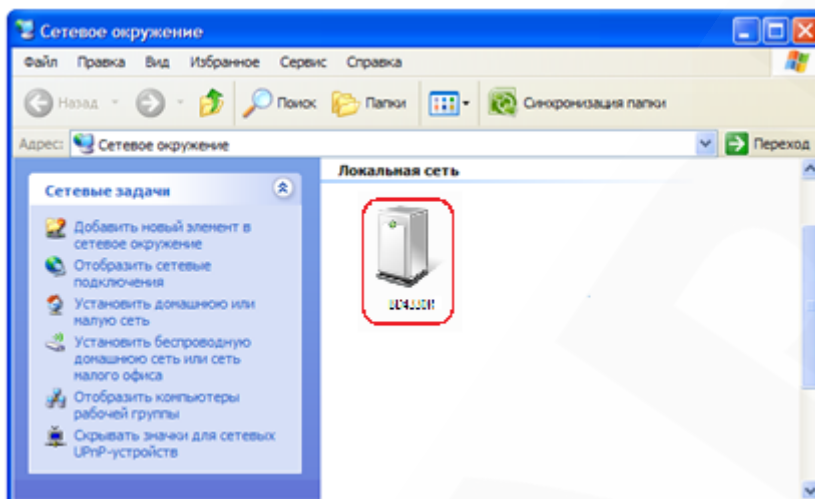 Сетевое окружение
Файл Правка Вид Избранное Сервис Справка
Назад Поиск Папки Синхронизация папки
Адрес: Сетевое окружение Переход
Сетевые задачи
Добавить новый элемент в
сетевое окружение
Отобразить сетевые
подключения
Установить домашнюю или
малую сеть
Установить беспроводную
домашнюю сеть или сеть
малого офиса
Отобразить компьютеры
рабочей группы
Скрывать значки для сетевых
UPnP-устройств
Локальная сеть